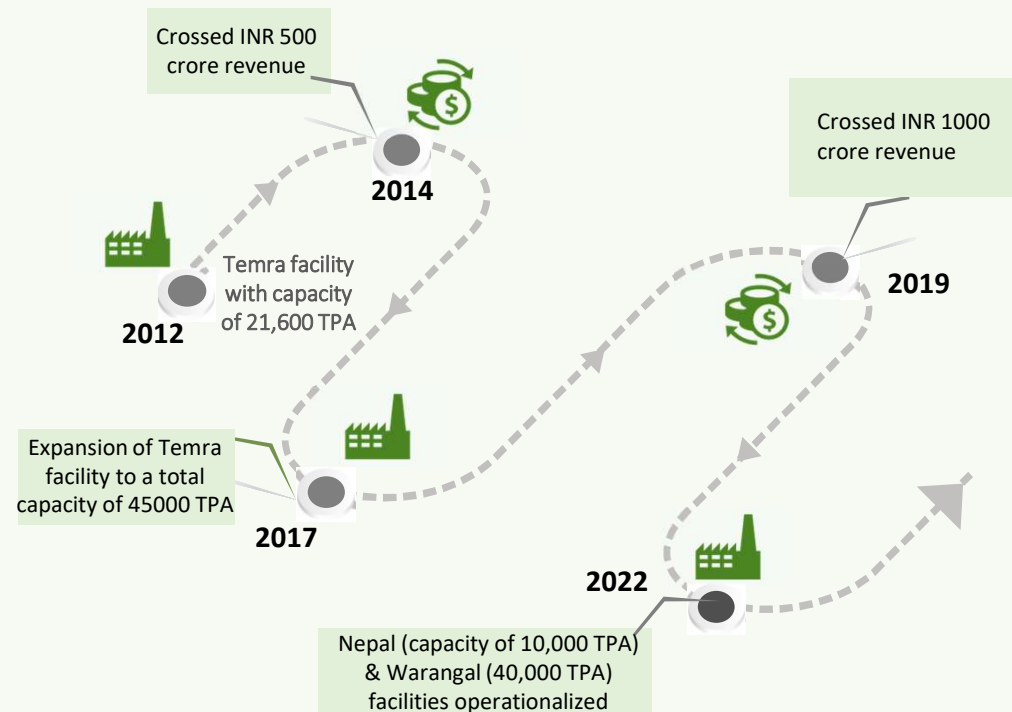 Crossed INR 500
crore revenue
2014
Crossed INR 1000
crore revenue
2019
Temra facility
with capacity
of 21,600 TPA
2012
Expansion of Temra
facility to a total
capacity of 45000 TPA
2017
2022
Nepal (capacity of 10,000 TPA)
& Warangal (40,000 TPA)
facilities operationalized
$
$